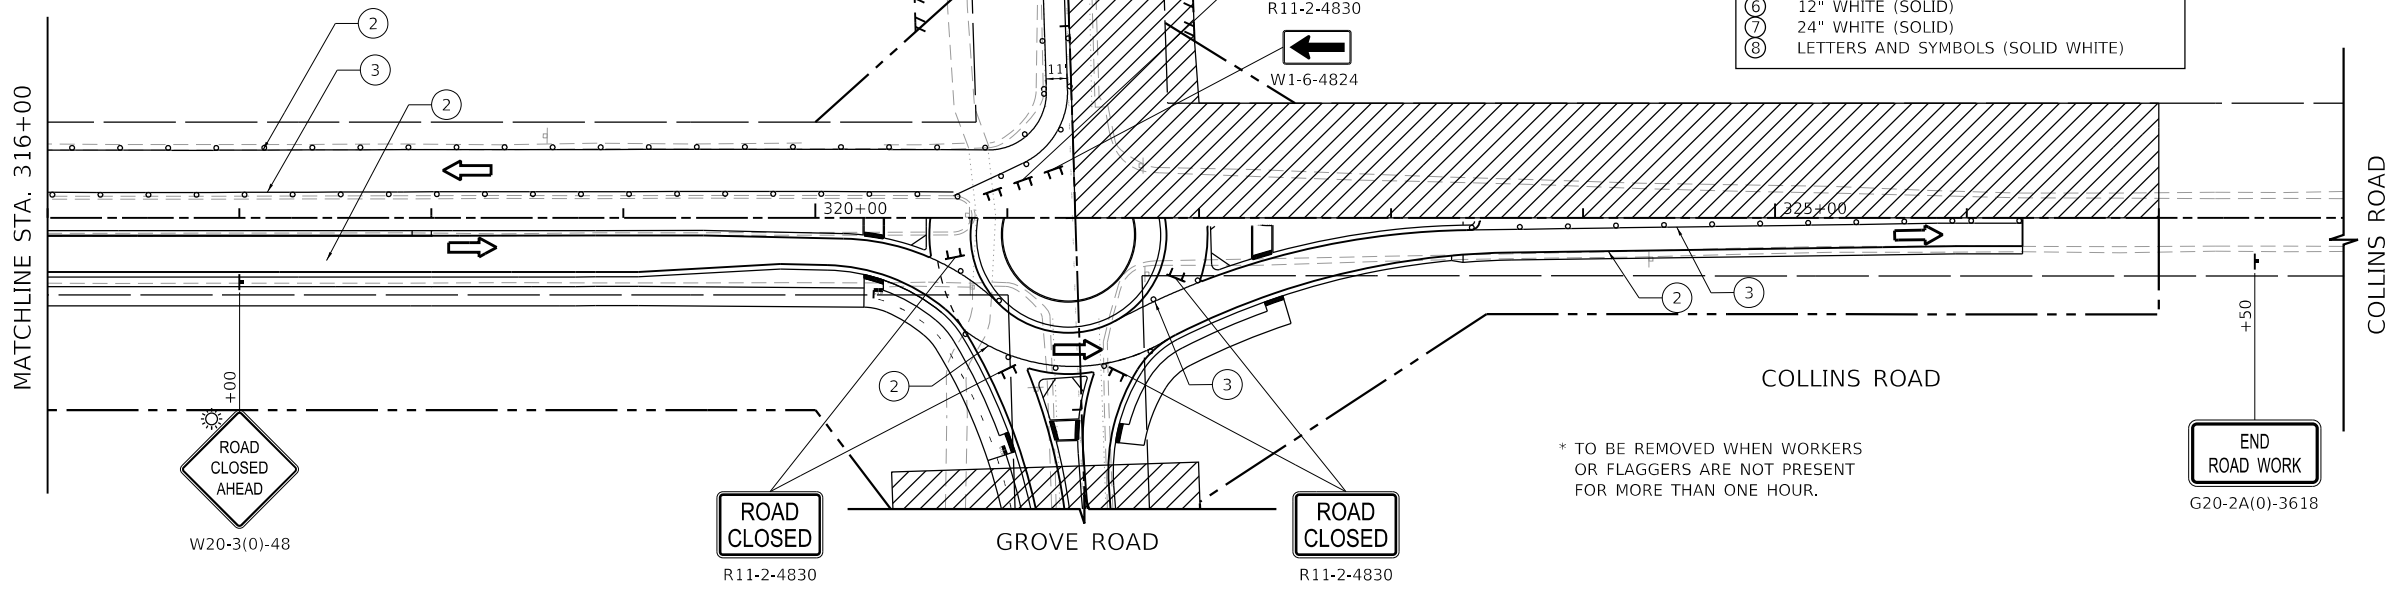 R11-2-4830
W1-6-4824
6 12" WHITE (SOLID)
7 24" WHITE (SOLID)
8 LETTERS AND SYMBOLS (SOLID WHITE)
2
3
2
11'
MATCHLINE STA. 316+00
320+00
325+00
COLLINS ROAD
2
3
2
3
+00
+50
COLLINS ROAD
ROAD
CLOSED
AHEAD
W20-3(0)-48
ROAD
CLOSED
R11-2-4830
GROVE ROAD
ROAD
CLOSED
R11-2-4830
* TO BE REMOVED WHEN WORKERS
OR FLAGGERS ARE NOT PRESENT
FOR MORE THAN ONE HOUR.
END
ROAD WORK
G20-2A(0)-3618